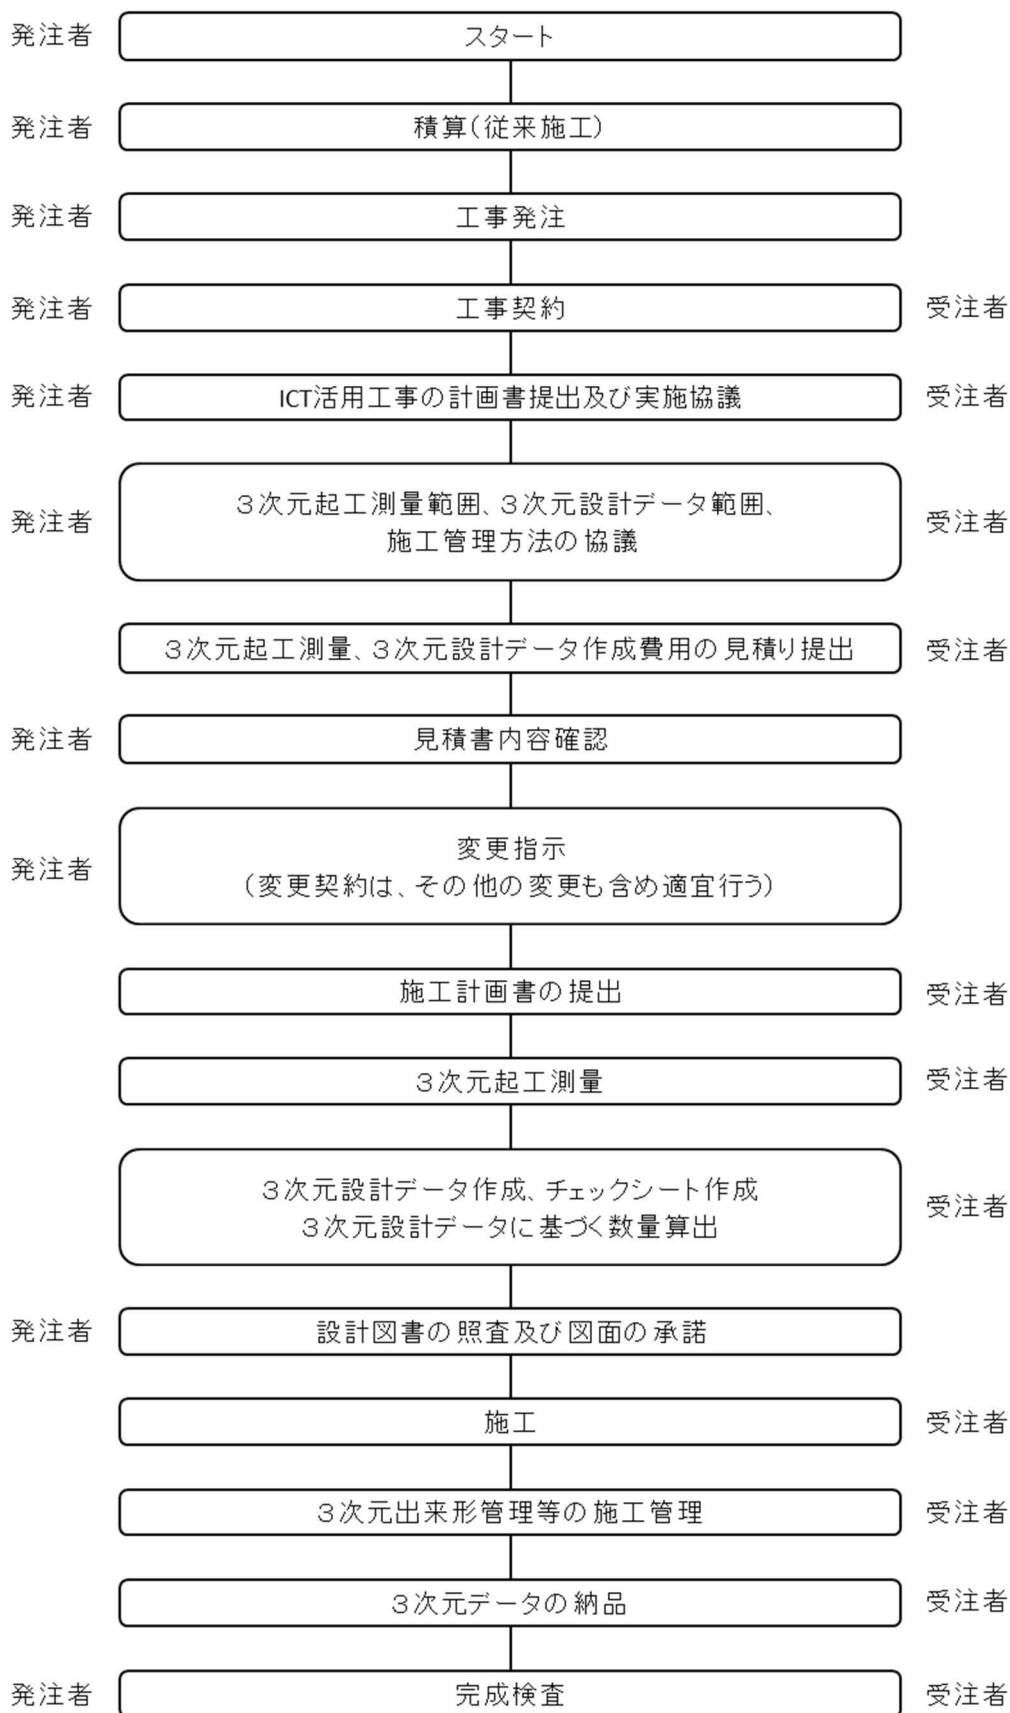 発注者 スタート
発注者 積算(従来施工)
発注者 工事発注
発注者 工事契約 受注者
発注者 ICT活用工事の計画書提出及び実施協議 受注者
3次元起工測量範囲、3次元設計データ範囲、
発注者 施工管理方法の協議 受注者
3次元起工測量、3次元設計データ作成費用の見積り提出 受注者
発注者 見積書内容確認
変更指示
発注者 (変更契約は、その他の変更も含め適宜行う)
施工計画書の提出 受注者
3次元起工測量 受注者
3次元設計データ作成、チェックシート作成
3次元設計データに基づく数量算出 受注者
発注者 設計図書の照査及び図面の承諾
施工 受注者
3次元出来形管理等の施工管理 受注者
3次元データの納品 受注者
発注者 完成検査 受注者